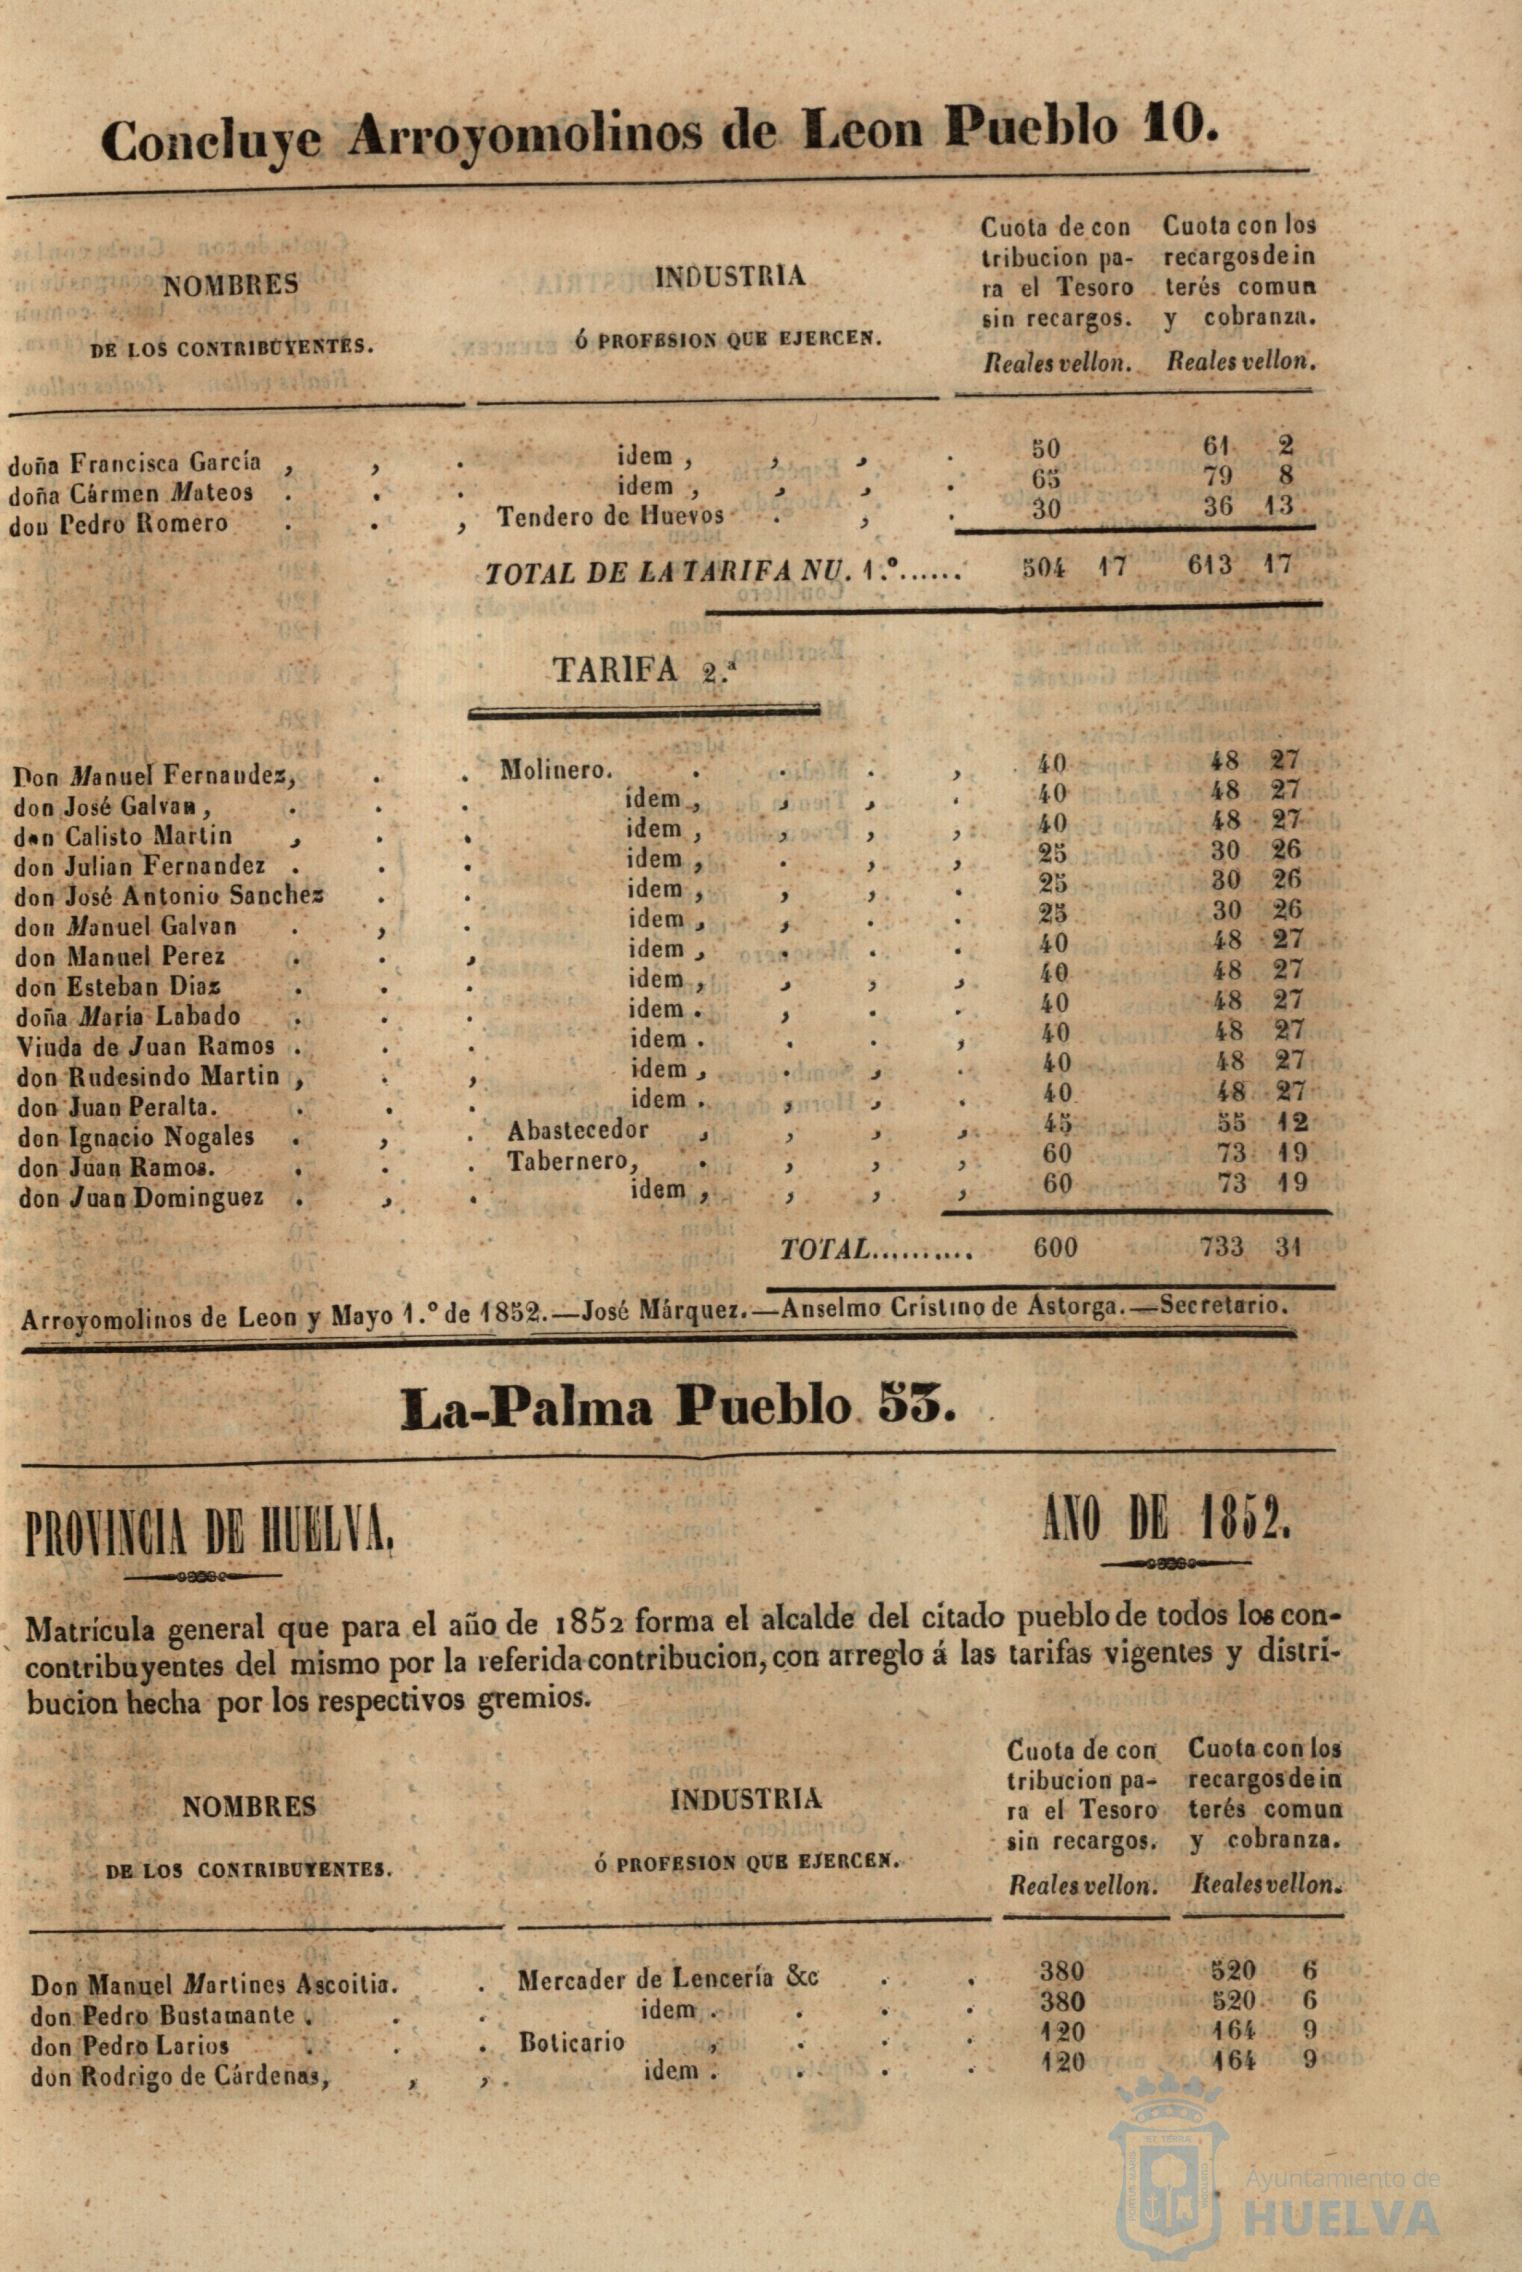 Concluye Arroyomolinos de Leon Pueblo 10.
NOMBRES
DE LOS CONTRIBUYENTES.
INDUSTRIA
Ó PROFESION QUE EJERCEN.
Cuota de con
tribucion pa-
ra el Tesoro
sin recargos.
Reales vellon.
Cuota con los
recargos de in
terés comun
y cobranza.
Reales vellon.
doña Francisca García , , . idem , , , . 50 61 2
doña Cármen Mateos . . . idem , , , . 65 79 8
don Pedro Romero . . , Tendero de Huevos . , . 30 36 13
TOTAL DE LA TARIFA NU. 1.º...... 504 17 613 17
TARIFA 2.ª
Don Manuel Fernandez, . . Molinero. . . . , 40 48 27
don José Galvan, . . . idem, , , . 40 48 27
don Calisto Martin , . . idem, , , , 40 48 27
don Julian Fernandez . . . idem, . , , 25 30 26
don José Antonio Sanchez . . idem, , , . 25 30 26
don Manuel Galvan . , . idem, , . . 25 30 26
don Manuel Perez . . , idem, . . . 40 48 27
don Esteban Diaz . . . idem, , , , 40 48 27
doña María Labado . . . idem. , . . 40 48 27
Viuda de Juan Ramos . . . idem. . . , 40 48 27
don Rudesindo Martin , . , idem, . , . 40 48 27
don Juan Peralta. . . . idem. , , . 40 48 27
don Ignacio Nogales . , . Abastecedor , , , , 45 55 12
don Juan Ramos. . . . Tabernero, . , , , 60 73 19
don Juan Dominguez . , . idem, , , , 60 73 19
TOTAL.......... 600 733 31
Arroyomolinos de Leon y Mayo 1.º de 1852.—José Márquez.—Anselmo Cristino de Astorga.—Secretario.
La-Palma Pueblo 53.
PROVINCIA DE HUELVA.
AÑO DE 1852.
Matrícula general que para el año de 1852 forma el alcalde del citado pueblo de todos los con-
contribuyentes del mismo por la referida contribucion, con arreglo á las tarifas vigentes y distri-
bucion hecha por los respectivos gremios.
NOMBRES
DE LOS CONTRIBUYENTES.
INDUSTRIA
Ó PROFESION QUE EJERCEN.
Cuota de con
tribucion pa-
ra el Tesoro
sin recargos.
Reales vellon.
Cuota con los
recargos de in
terés comun
y cobranza.
Reales vellon.
Don Manuel Martines Ascoitia. . Mercader de Lencería &c . . 380 520 6
don Pedro Bustamante . . . idem . . . . 380 520 6
don Pedro Larios . . . Boticario , . . . 120 164 9
don Rodrigo de Cárdenas, , , . idem . . . . 120 164 9
Ayuntamiento de
HUELVA